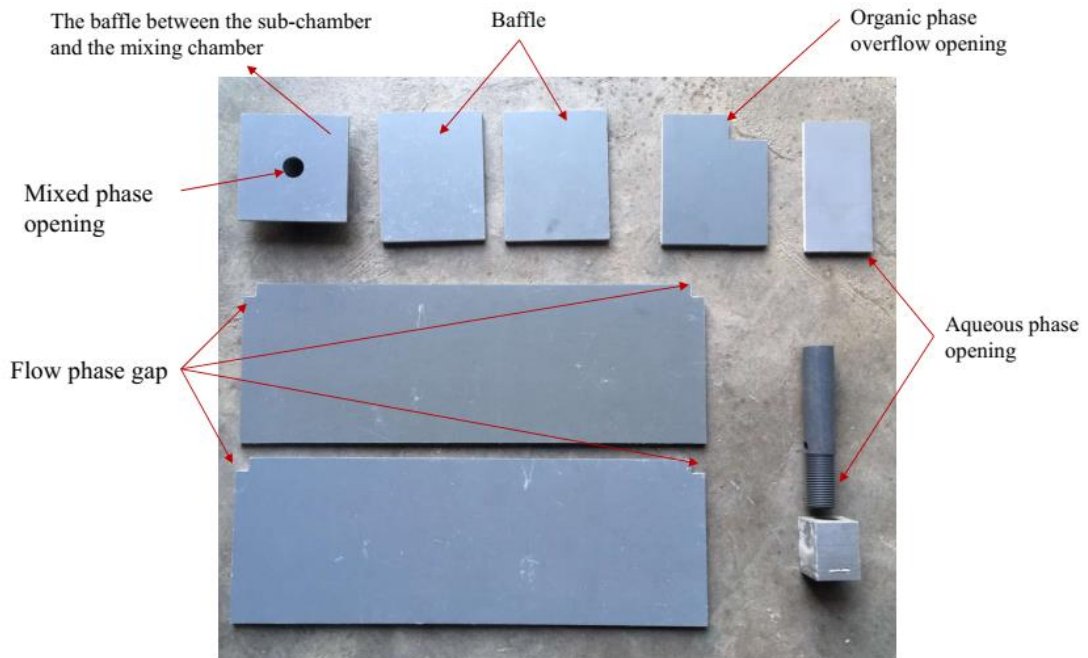 The baffle between the sub-chamber
and the mixing chamber
Baffle
Organic phase
overflow opening
Mixed phase
opening
Flow phase gap
Aqueous phase
opening